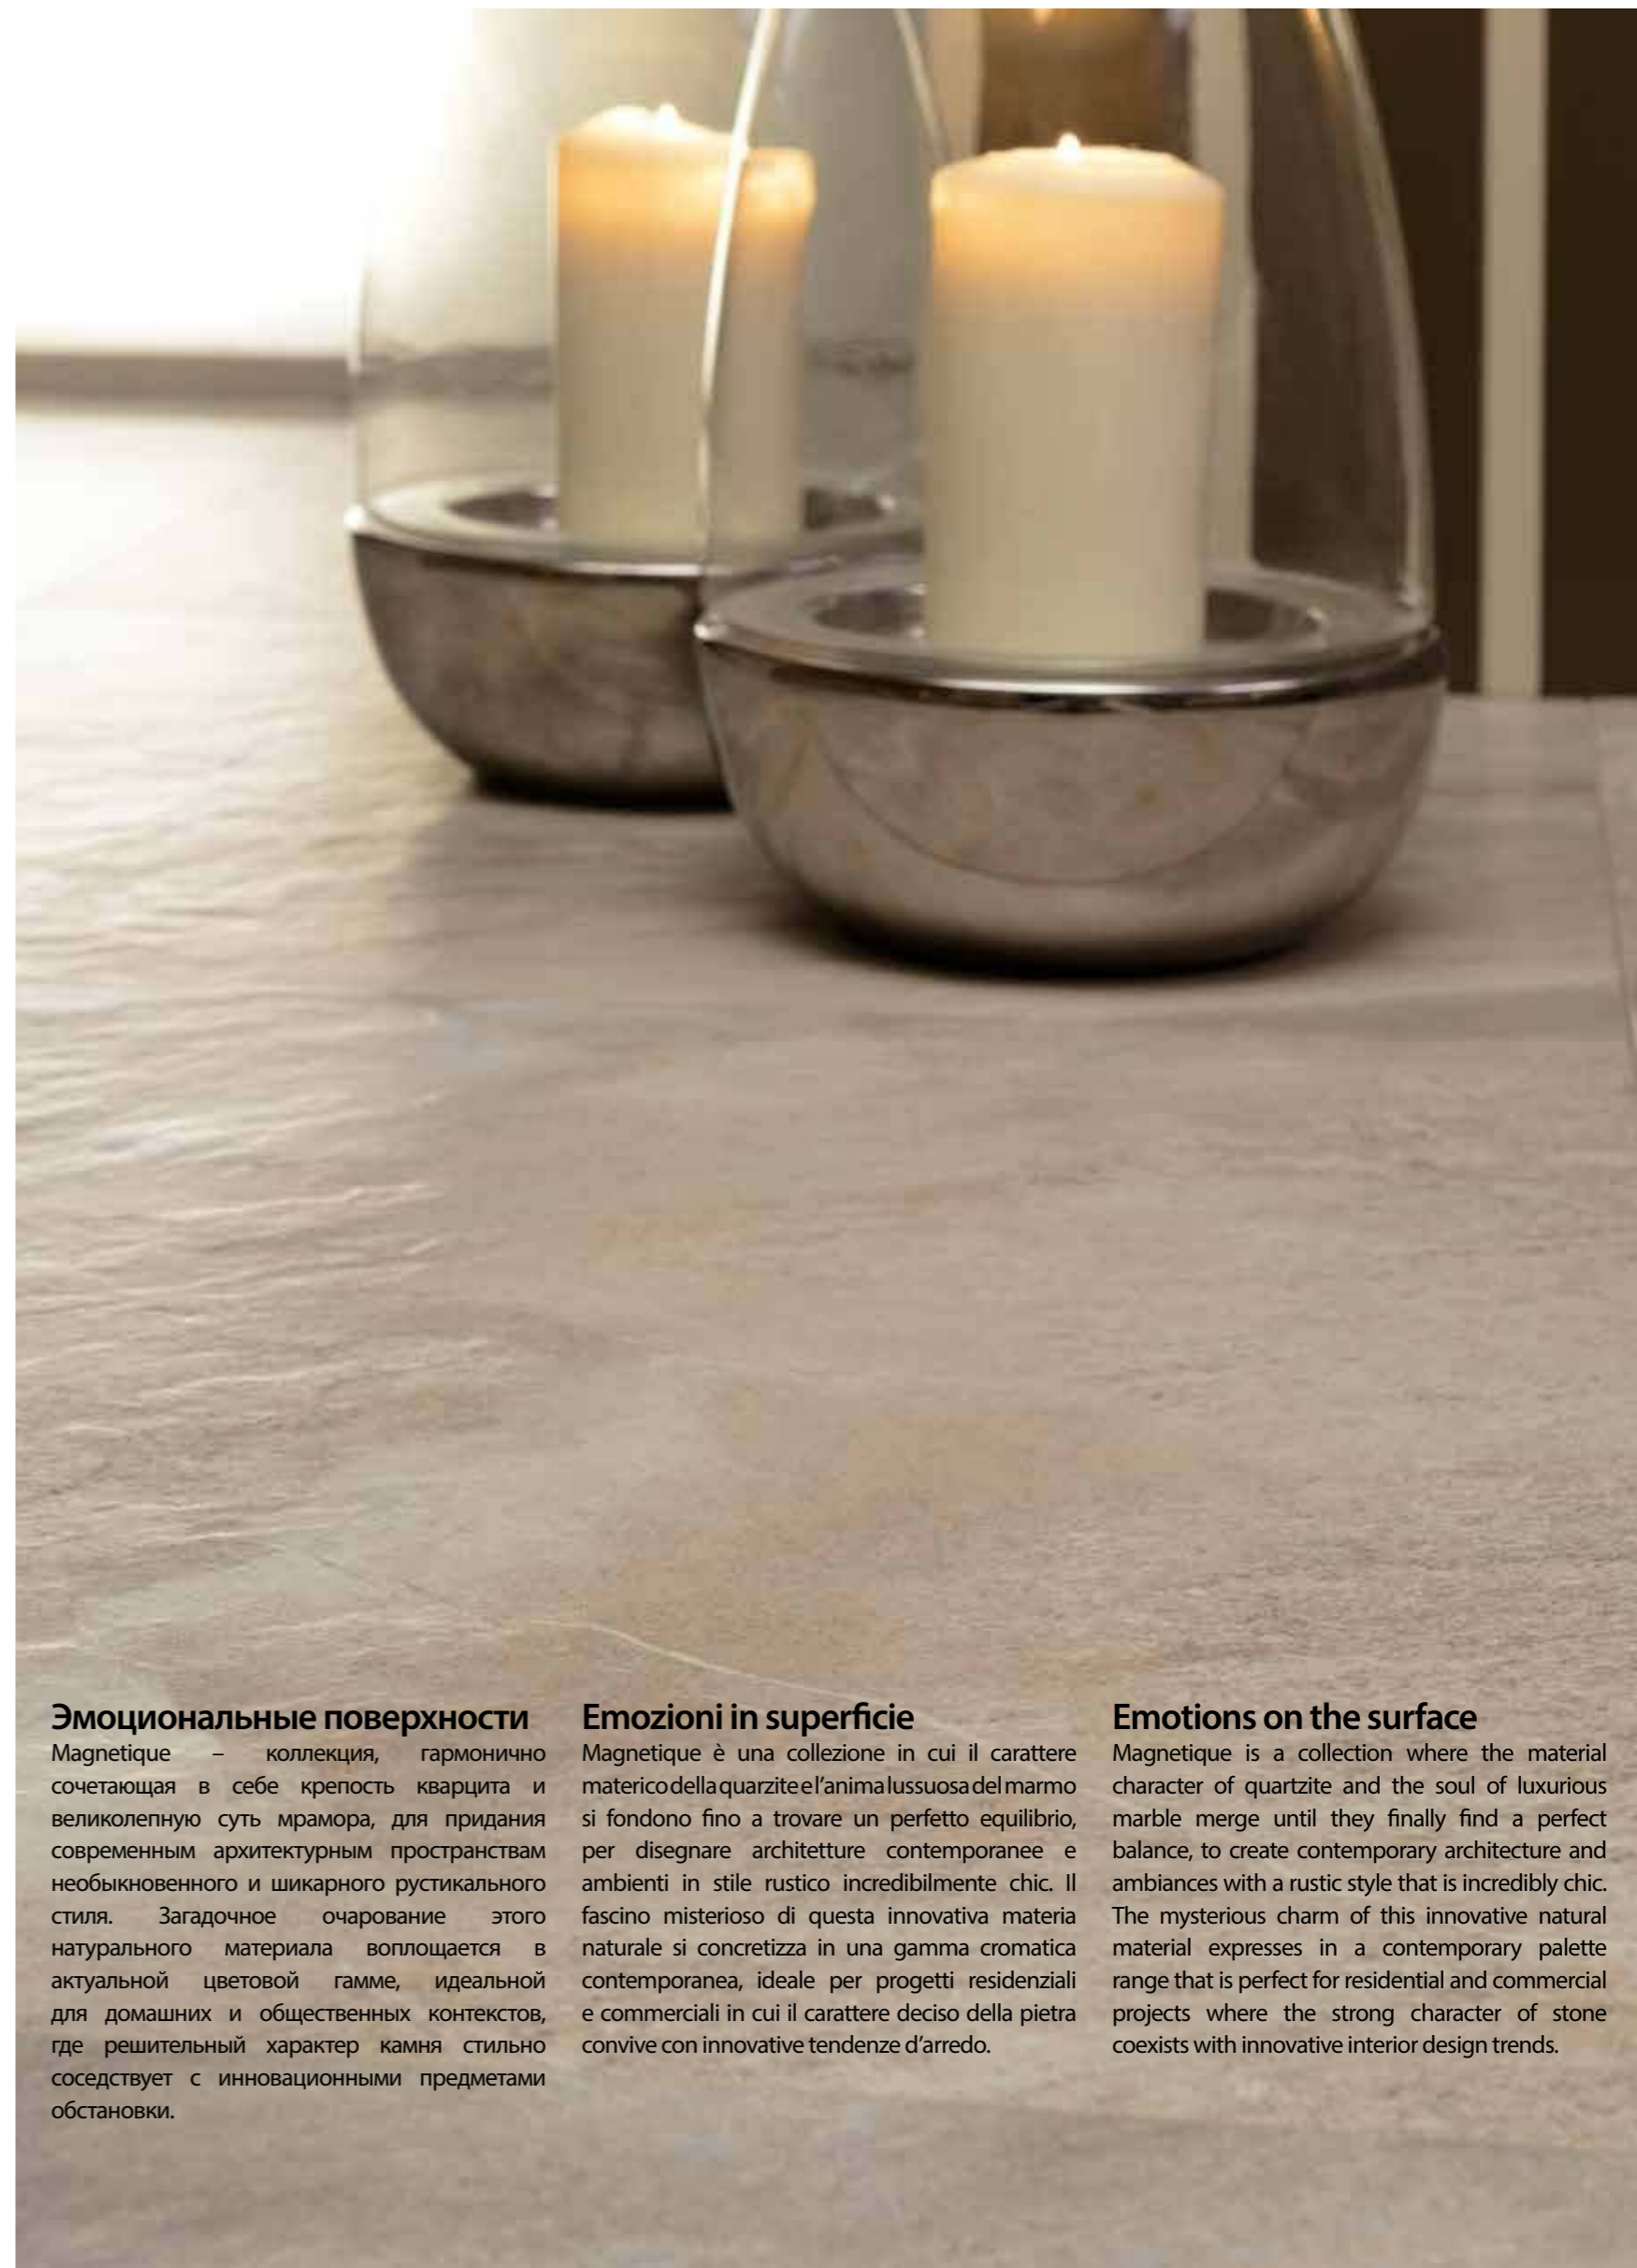 Эмоциональные поверхности
Magnetique – коллекция, гармонично
сочетающая в себе крепость кварцита и
великолепную суть мрамора, для придания
современным архитектурным пространствам
необыкновенного и шикарного рустикального
стиля. Загадочное очарование этого
натурального материала воплощается в
актуальной цветовой гамме, идеальной
для домашних и общественных контекстов,
где решительный характер камня стильно
соседствует с инновационными предметами
обстановки.
Emozioni in superficie
Magnetique è una collezione in cui il carattere
materico della quarzite e l’anima lussuosa del marmo
si fondono fino a trovare un perfetto equilibrio,
per disegnare architetture contemporanee e
ambienti in stile rustico incredibilmente chic. Il
fascino misterioso di questa innovativa materia
naturale si concretizza in una gamma cromatica
contemporanea, ideale per progetti residenziali
e commerciali in cui il carattere deciso della pietra
convive con innovative tendenze d’arredo.
Emotions on the surface
Magnetique is a collection where the material
character of quartzite and the soul of luxurious
marble merge until they finally find a perfect
balance, to create contemporary architecture and
ambiances with a rustic style that is incredibly chic.
The mysterious charm of this innovative natural
material expresses in a contemporary palette
range that is perfect for residential and commercial
projects where the strong character of stone
coexists with innovative interior design trends.